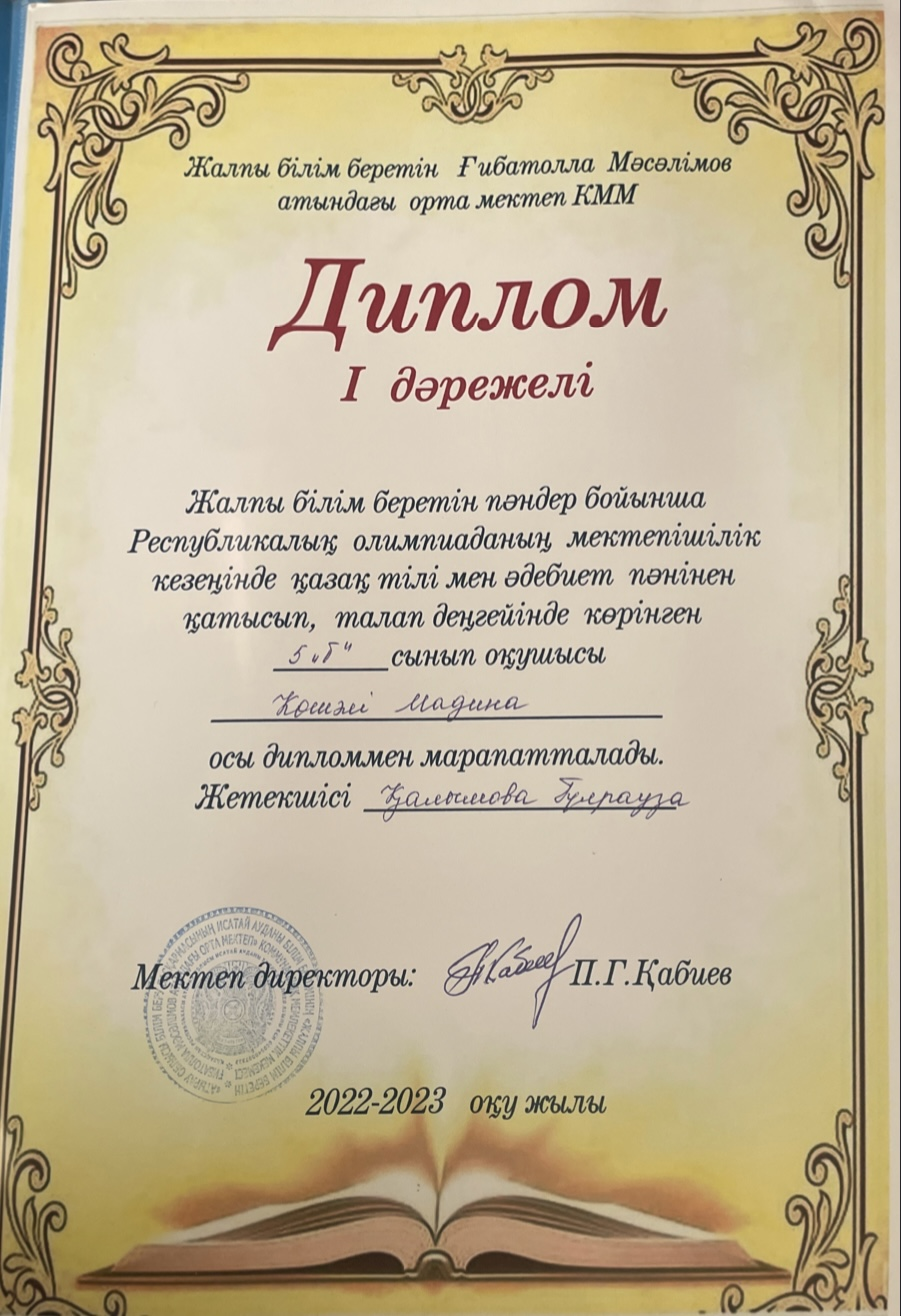 Жалпы білім беретін Ғибатолла Мәсәлімов
атындағы орта мектеп КММ
Диплом
І дәрежелі
Жалпы білім беретін пәндер бойынша
Республикалық олимпиаданың мектепішілік
кезеңінде қазақ тілі мен әдебиет пәнінен
қатысып, талап деңгейінде көрінген
5 "б" сынып оқушысы
Мадина
осы дипломмен марапатталады.
Жетекшісі Қалымова Гүлрауза
Мектеп директоры: П.Г.Қабиев
2022-2023 оқу жылы